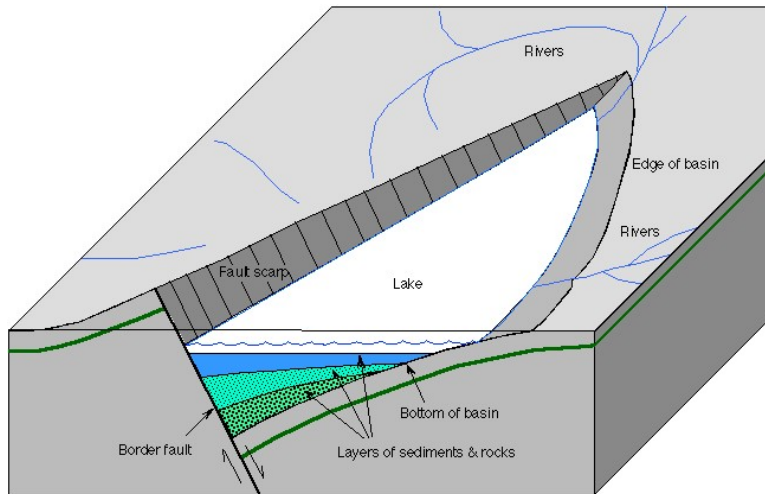 Rivers
Edge of basin
Rivers
Fault scarp
Lake
Bottom of basin
Border fault
Layers of sediments & rocks